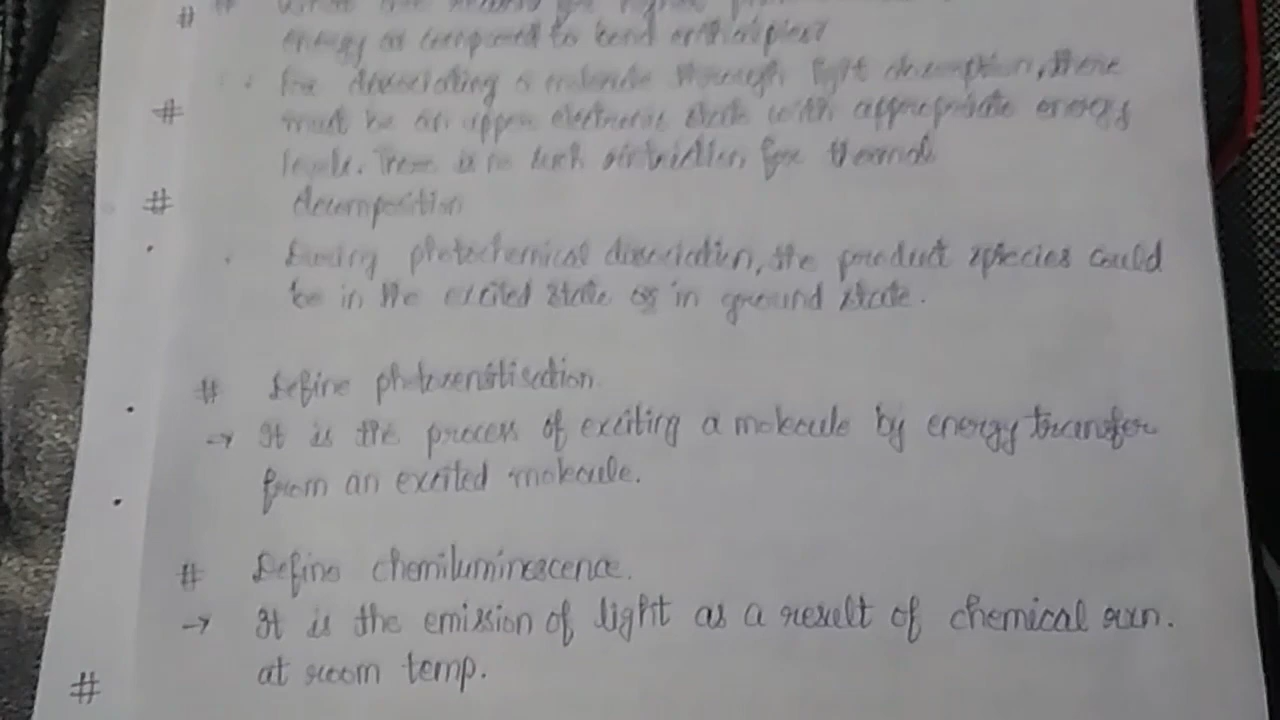 #
energy as compared to bond enthalpies?
#
. For dissociating a molecule through light absorption, there
must be an upper electronic state with appropriate energy
levels. There is no such restriction for thermal
# decomposition
. During photochemical dissociation, the product species could
be in the excited state or in ground state.
# Define photosensitisation.
→ It is the process of exciting a molecule by energy transfer
from an excited molecule.
# Define chemiluminescence.
→ It is the emission of light as a result of chemical rxn.
at room temp.
#